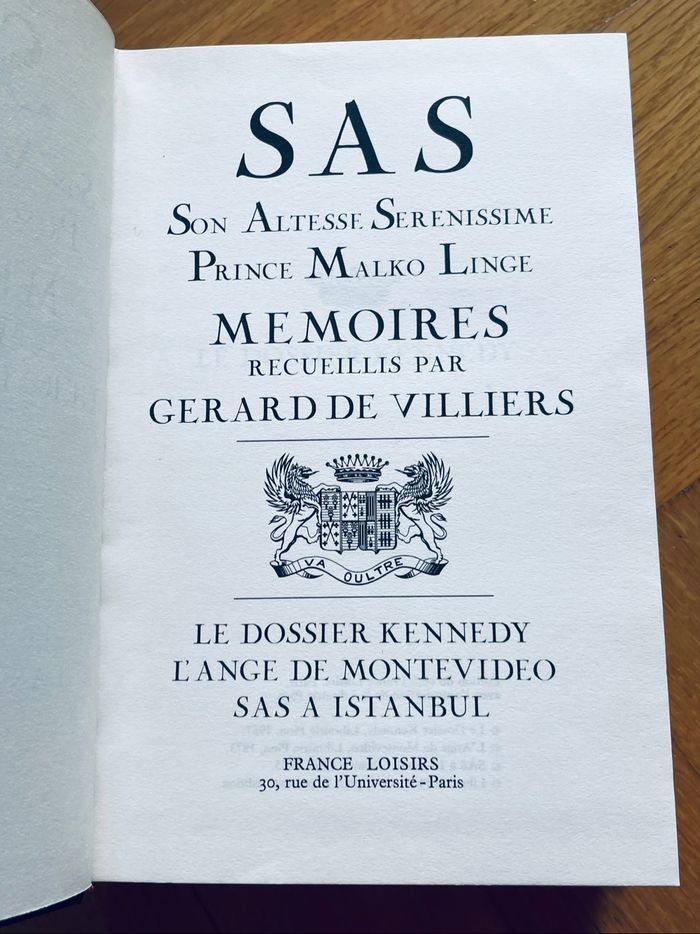 SAS
SON ALTESSE SERENISSIME
PRINCE MALKO LINGE
MEMOIRES
RECUEILLIS PAR
GERARD DE VILLIERS
VA OULTRE
LE DOSSIER KENNEDY
L'ANGE DE MONTEVIDEO
SAS A ISTANBUL
FRANCE LOISIRS
30, rue de l'Université - Paris